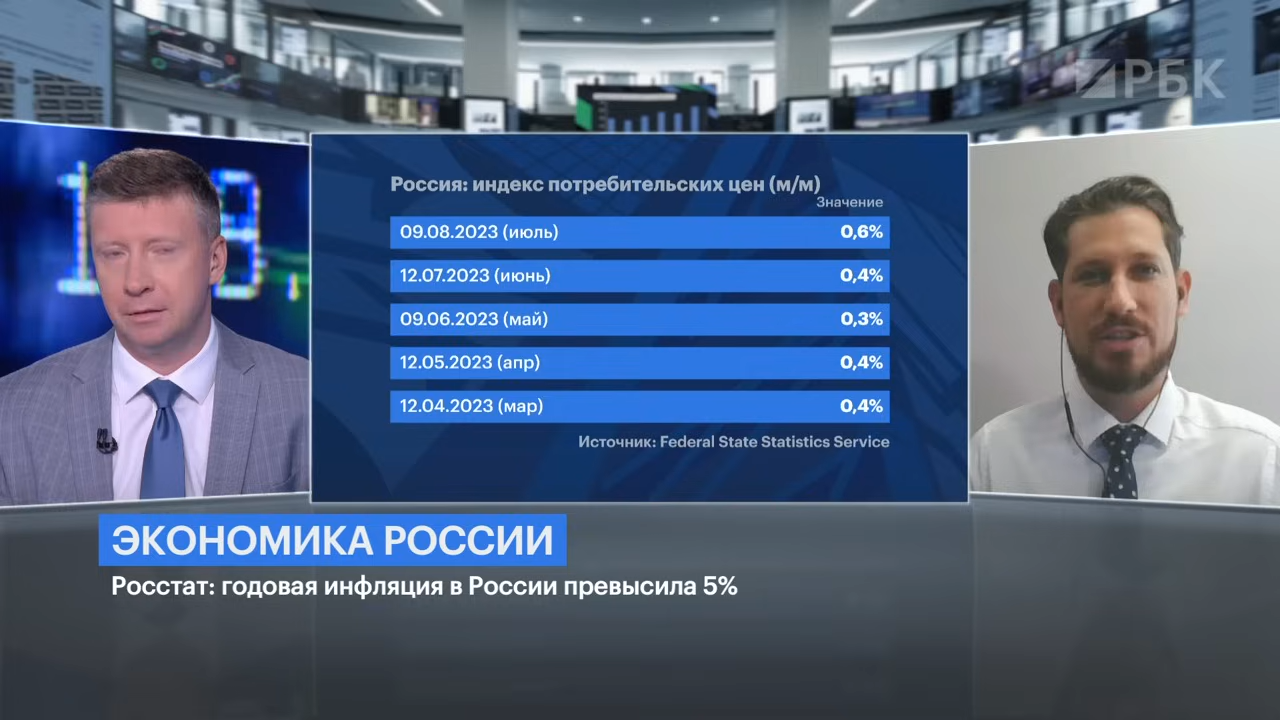 РБК
Россия: индекс потребительских цен (м/м)
Значение
09.08.2023 (июль) 0,6%
12.07.2023 (июнь) 0,4%
09.06.2023 (май) 0,3%
12.05.2023 (апр) 0,4%
12.04.2023 (мар) 0,4%
Источник: Federal State Statistics Service
ЭКОНОМИКА РОССИИ
Росстат: годовая инфляция в России превысила 5%